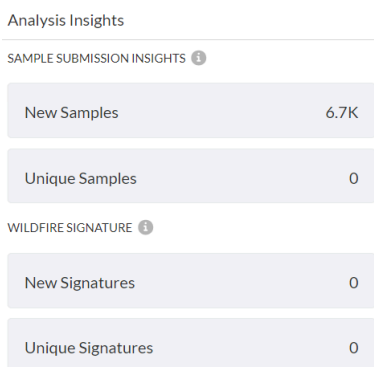 Analysis Insights
SAMPLE SUBMISSION INSIGHTS
New Samples 6.7K
Unique Samples 0
WILDFIRE SIGNATURE
New Signatures 0
Unique Signatures 0